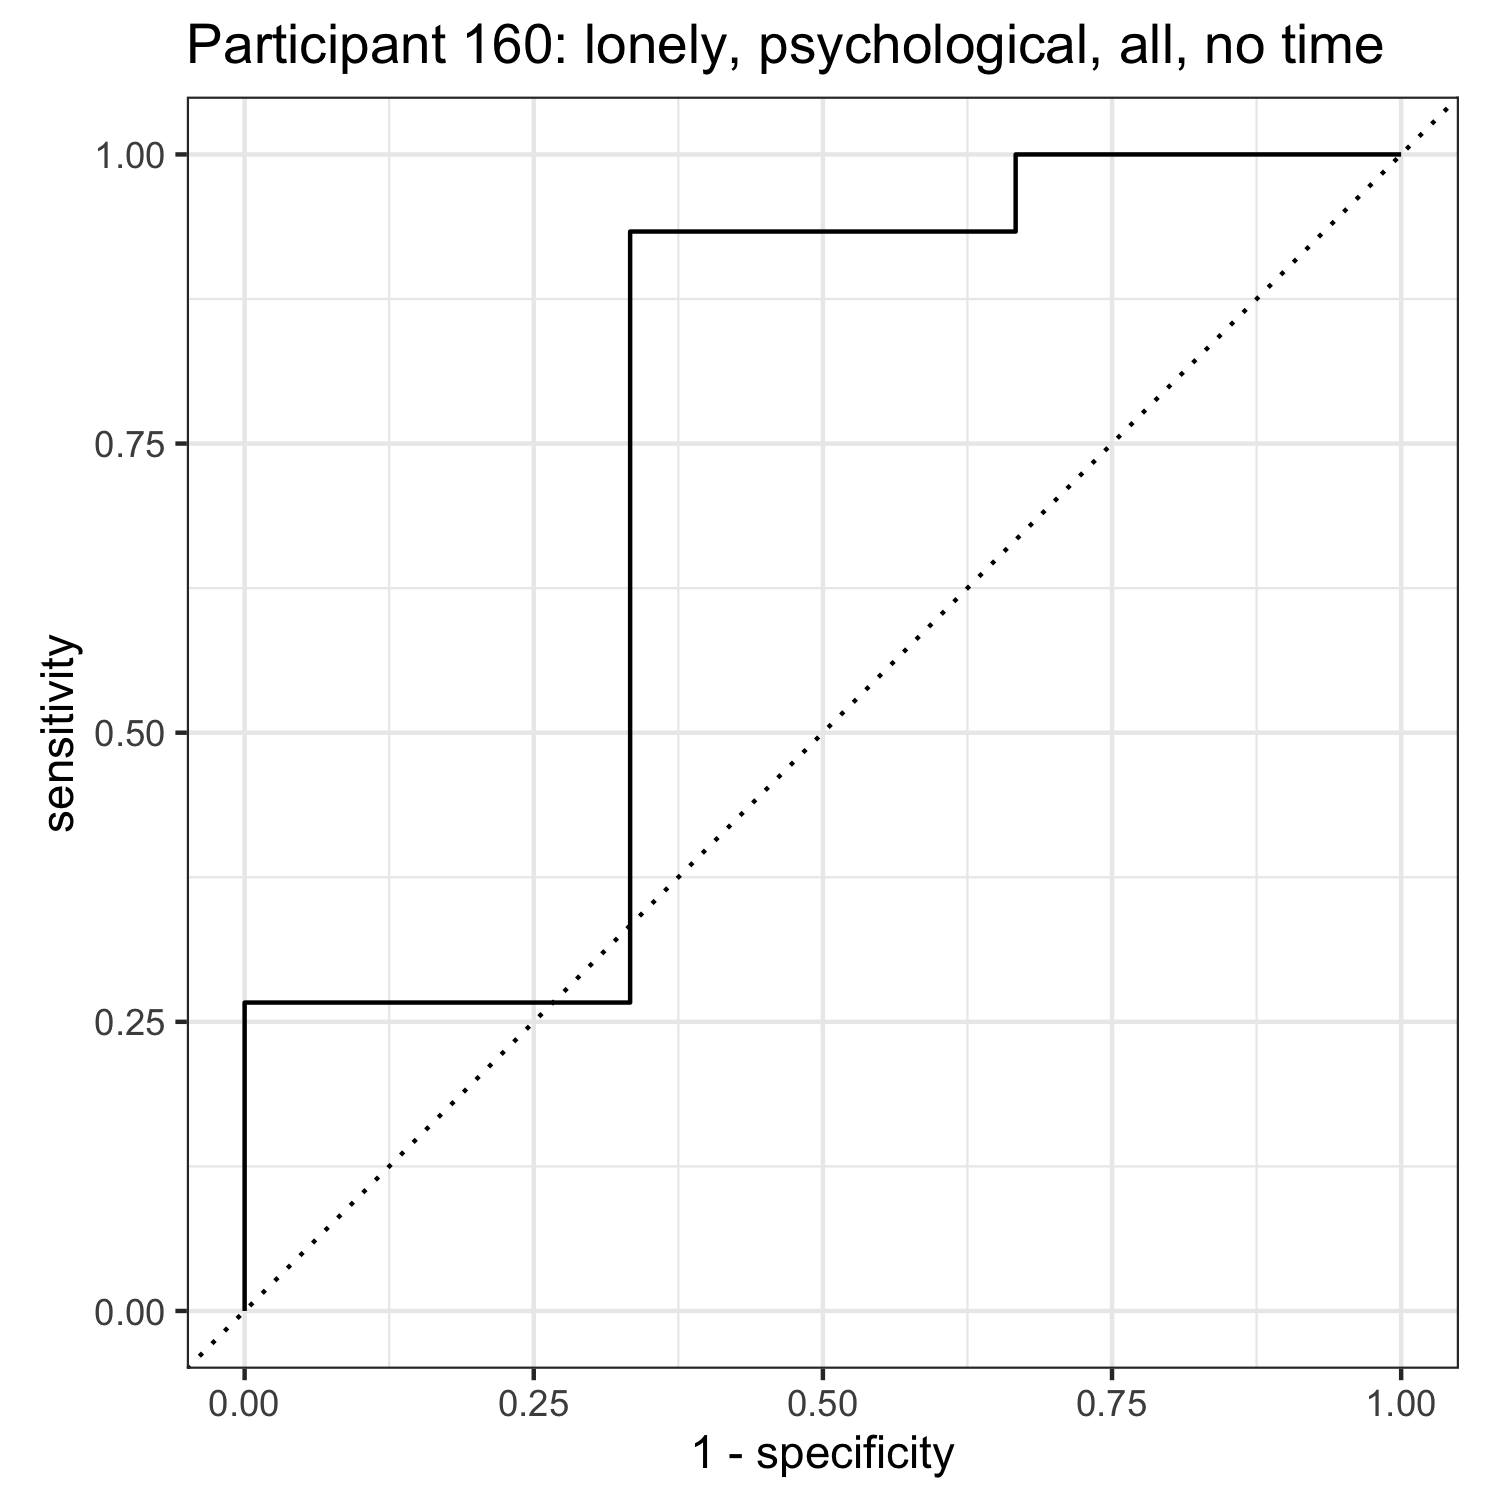 Participant 160: lonely, psychological, all, no time
1.00
0.75
0.50
0.25
0.00
sensitivity
0.00 0.25 0.50 0.75 1.00
1 - specificity